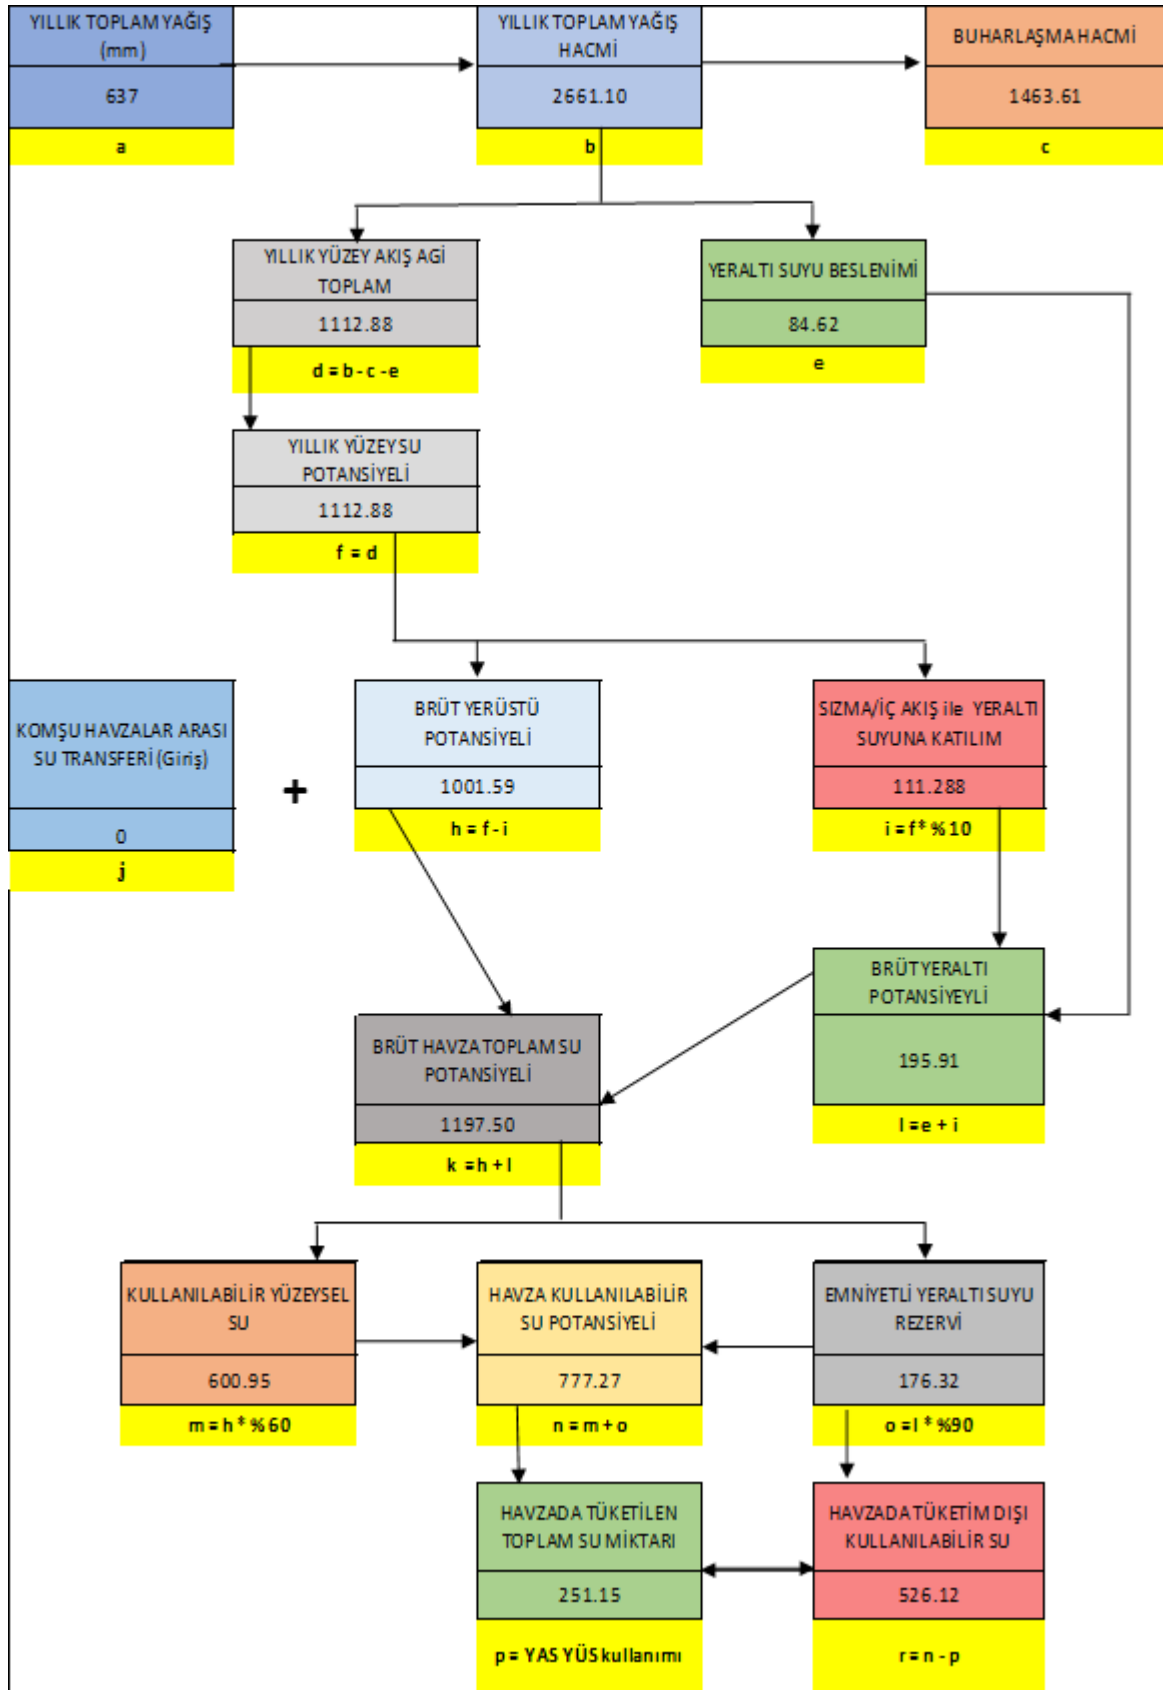 YILLIK TOPLAM YAĞIŞ
(mm)
637
a
YILLIK TOPLAM YAĞIŞ
HACMİ
2661.10
b
BUHARLAŞMA HACMİ
1463.61
c
YILLIK YÜZEY AKIŞ AGİ
TOPLAM
1112.88
d = b - c -e
YERALTI SUYU BESLENİMİ
84.62
e
YILLIK YÜZEY SU
POTANSİYELİ
1112.88
f = d
KOMŞU HAVZALAR ARASI
SU TRANSFERİ (Giriş)
0
j
+
BRÜT YERÜSTÜ
POTANSİYELİ
1001.59
h = f - i
SIZMA/İÇ AKIŞ ile YERALTI
SUYUNA KATILIM
111.288
i = f* %10
BRÜT YERALTI
POTANSİYEYLİ
195.91
l = e + i
BRÜT HAVZA TOPLAM SU
POTANSİYELİ
1197.50
k = h + l
KULLANILABİLİR YÜZEYSEL
SU
600.95
m = h * %60
HAVZA KULLANILABİLİR
SU POTANSİYELİ
777.27
n = m + o
EMNİYETLİ YERALTI SUYU
REZERVİ
176.32
o = l * %90
HAVZADA TÜKETİLEN
TOPLAM SU MİKTARI
251.15
p = YAS YÜS kullanımı
HAVZADA TÜKETİM DIŞI
KULLANILABİLİR SU
526.12
r = n - p